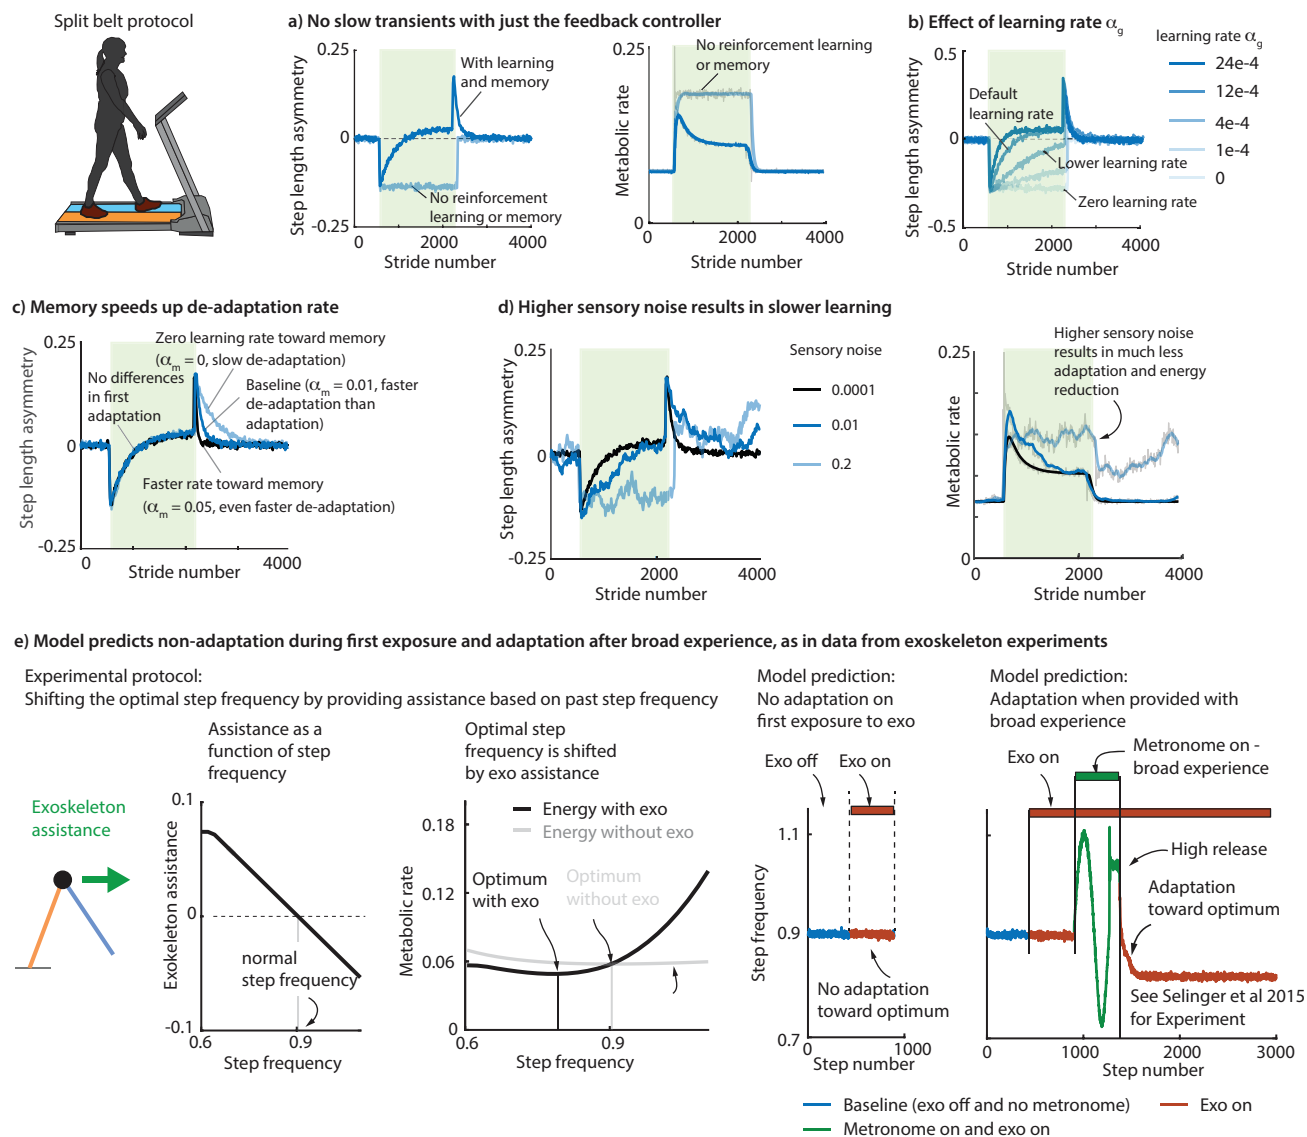 Split belt protocol
a) No slow transients with just the feedback controller
0.25
0
-0.25
Step length asymmetry
With learning
and memory
No reinforcement
learning or memory
0
2000
4000
Stride number
0.25
0
Metabolic rate
No reinforcement learning
or memory
0
2000
4000
Stride number
b) Effect of learning rate αg
0.5
0
-0.5
Step length asymmetry
Default
learning rate
Lower learning rate
Zero learning rate
0
2000
4000
Stride number
learning rate αg
24e-4
12e-4
4e-4
1e-4
0
c) Memory speeds up de-adaptation rate
0.25
0
-0.25
Step length asymmetry
Zero learning rate toward memory
(αm = 0, slow de-adaptation)
No differences
in first
adaptation
Baseline (αm = 0.01, faster
de-adaptation than
adaptation)
Faster rate toward memory
(αm = 0.05, even faster de-adaptation)
0
2000
4000
Stride number
d) Higher sensory noise results in slower learning
0.25
0
-0.25
Step length asymmetry
0
2000
4000
Stride number
Sensory noise
0.0001
0.01
0.2
Higher sensory noise
results in much less
adaptation and energy
reduction
0.25
0
Metabolic rate
0
2000
4000
Stride number
e) Model predicts non-adaptation during first exposure and adaptation after broad experience, as in data from exoskeleton experiments
Experimental protocol:
Shifting the optimal step frequency by providing assistance based on past step frequency
Exoskeleton
assistance
Assistance as a
function of step
frequency
0.1
0
-0.1
Exoskeleton assistance
normal
step frequency
0.6
0.9
Step frequency
Optimal step
frequency is shifted
by exo assistance
Energy with exo
Energy without exo
0.18
0.12
0.06
0
Metabolic rate
Optimum
with exo
Optimum
without exo
0.6
0.9
Step frequency
Model prediction:
No adaptation on
first exposure to exo
Exo off
Exo on
1.1
0.9
0.7
Step frequency
No adaptation
toward optimum
0
1000
Step number
Model prediction:
Adaptation when provided with
broad experience
Exo on
Metronome on -
broad experience
High release
Adaptation
toward optimum
See Selinger et al 2015
for Experiment
0
1000
2000
3000
Step number
Baseline (exo off and no metronome)
Exo on
Metronome on and exo on